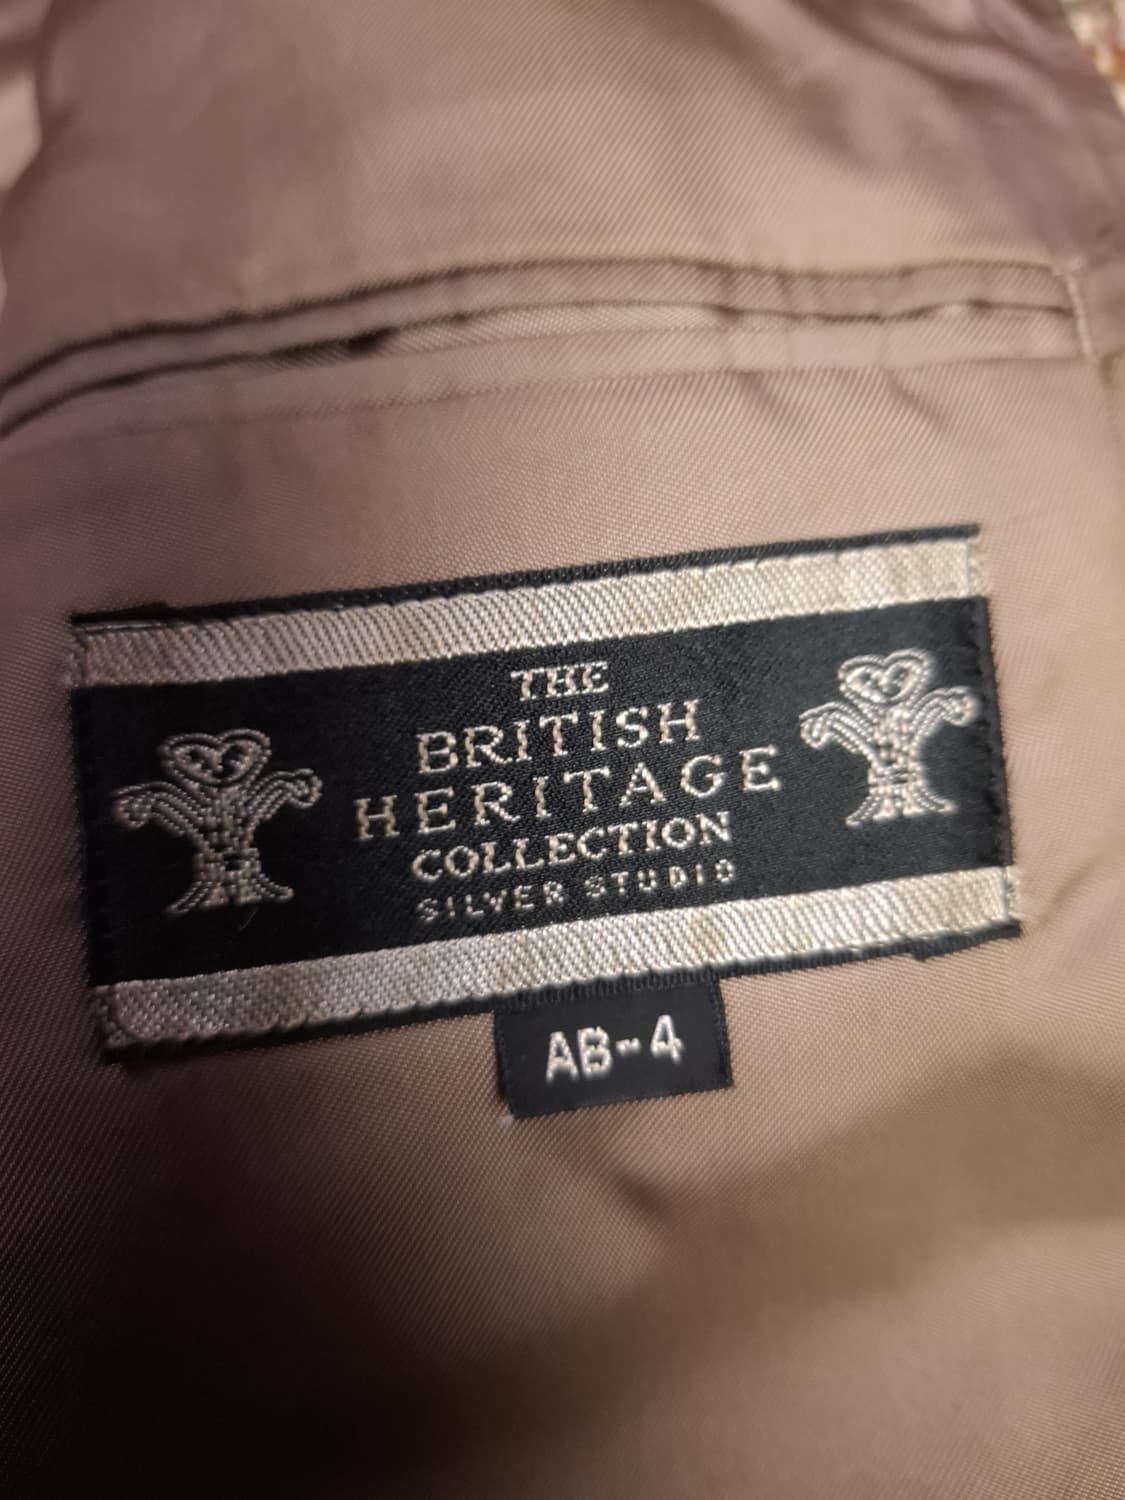 THE
BRITISH
HERITAGE
COLLECTION
SILVER STUDIO
AB-4